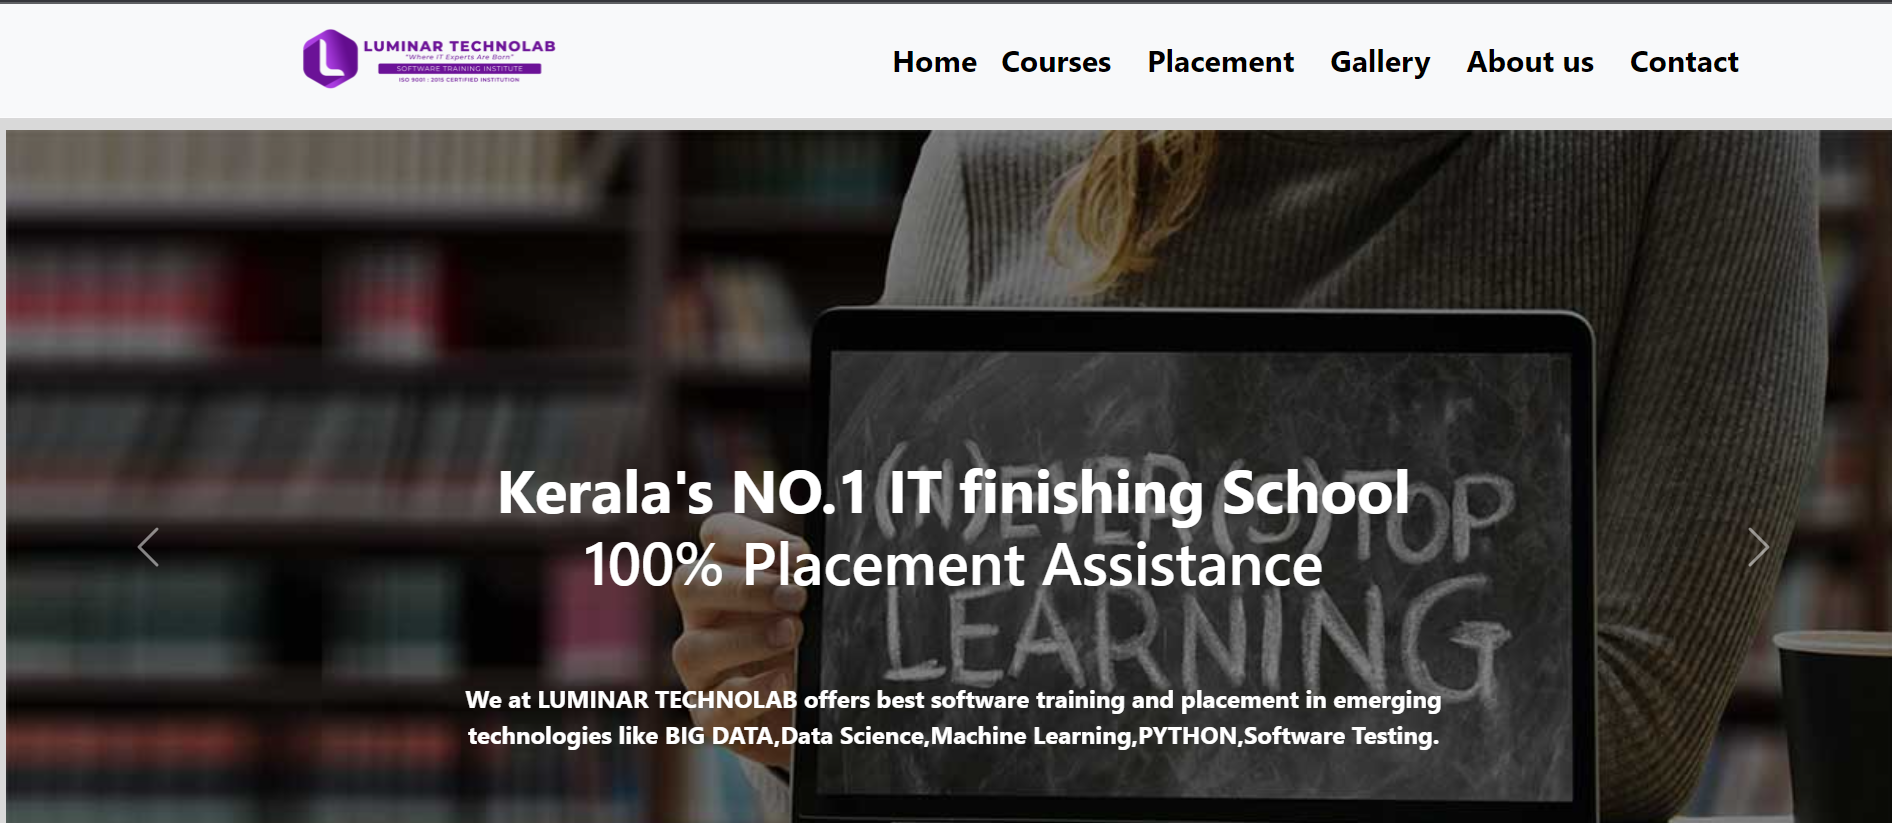 LUMINAR TECHNOLAB
"Where IT Experts Are Born"
SOFTWARE TRAINING INSTITUTE
ISO 9001 : 2015 CERTIFIED INSTITUTION
Home Courses Placement Gallery About us Contact
(N)EVER (S)TOP
LEARNING
Kerala's NO.1 IT finishing School
100% Placement Assistance
We at LUMINAR TECHNOLAB offers best software training and placement in emerging
technologies like BIG DATA,Data Science,Machine Learning,PYTHON,Software Testing.